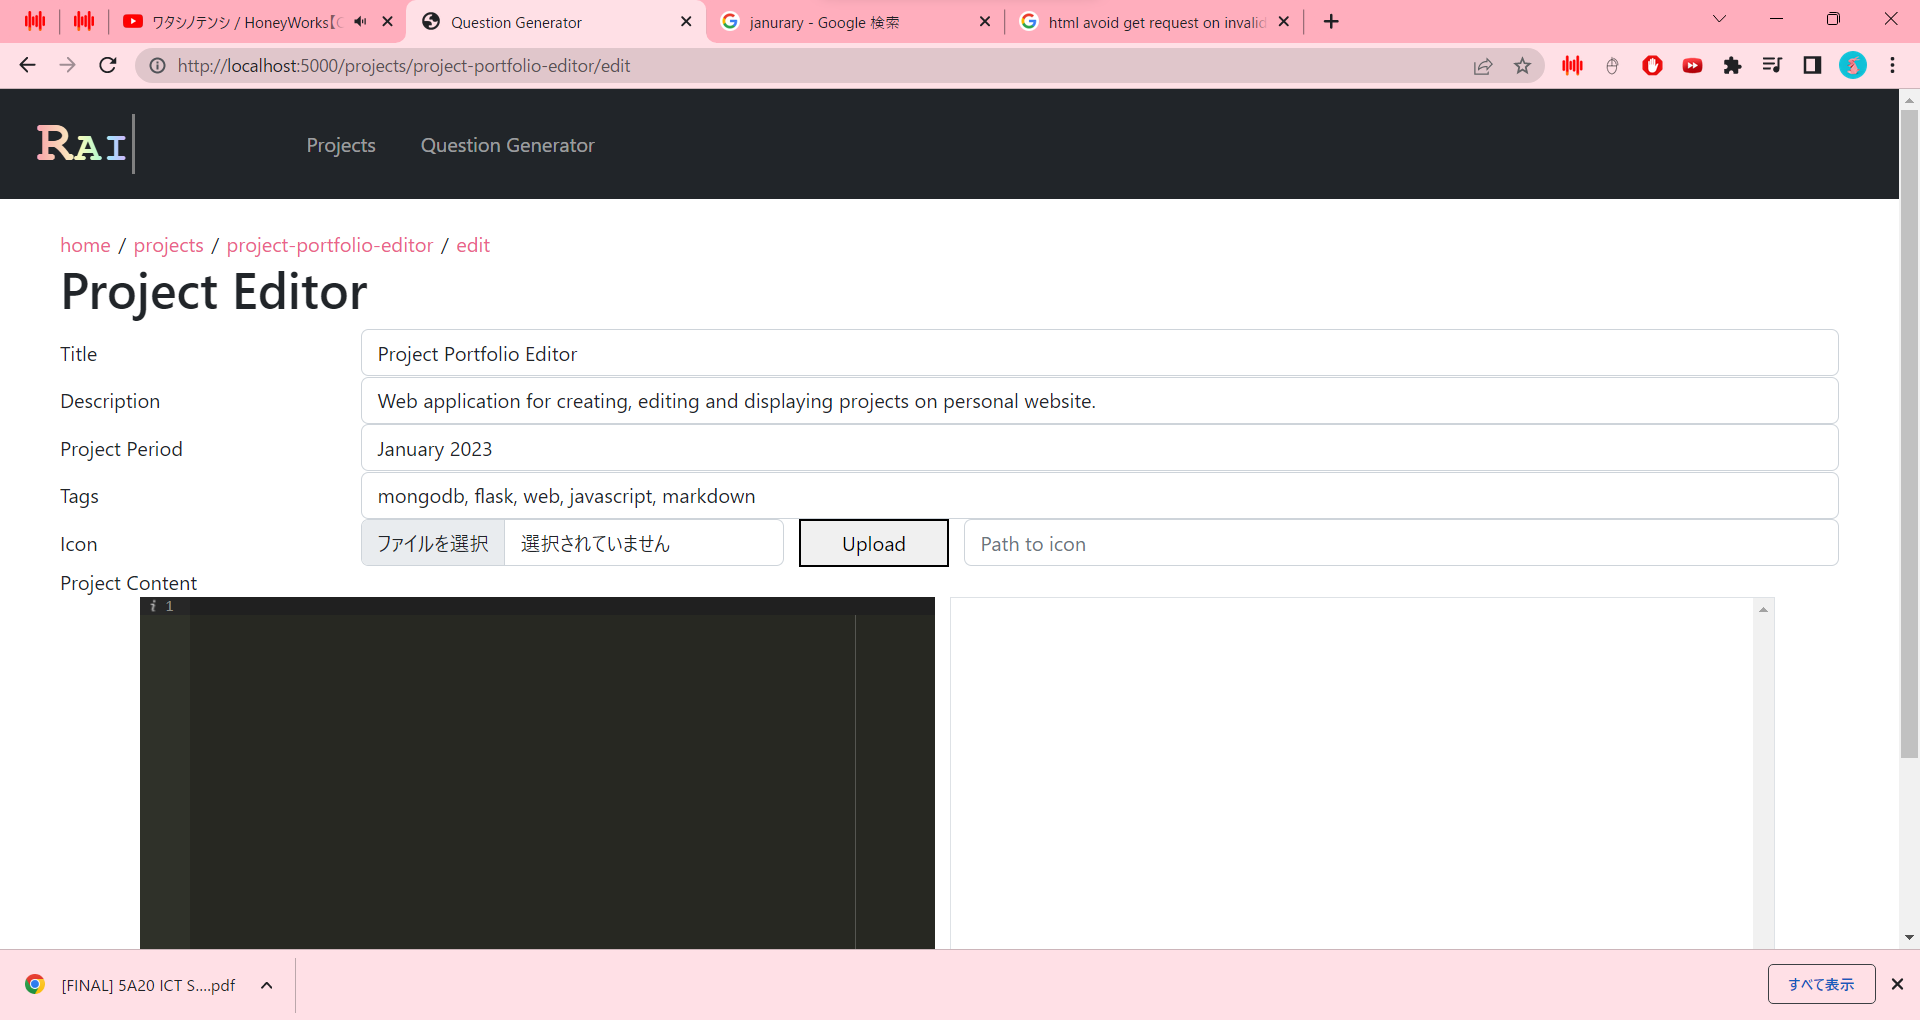 ワタシノテンシ / HoneyWorks【C
Question Generator
janurary - Google 検索
html avoid get request on invalid
http://localhost:5000/projects/project-portfolio-editor/edit
Rai
Projects
Question Generator
home / projects / project-portfolio-editor / edit
Project Editor
Title
Project Portfolio Editor
Description
Web application for creating, editing and displaying projects on personal website.
Project Period
January 2023
Tags
mongodb, flask, web, javascript, markdown
Icon
ファイルを選択
選択されていません
Upload
Path to icon
Project Content
i 1
[FINAL] 5A20 ICT S....pdf
すべて表示